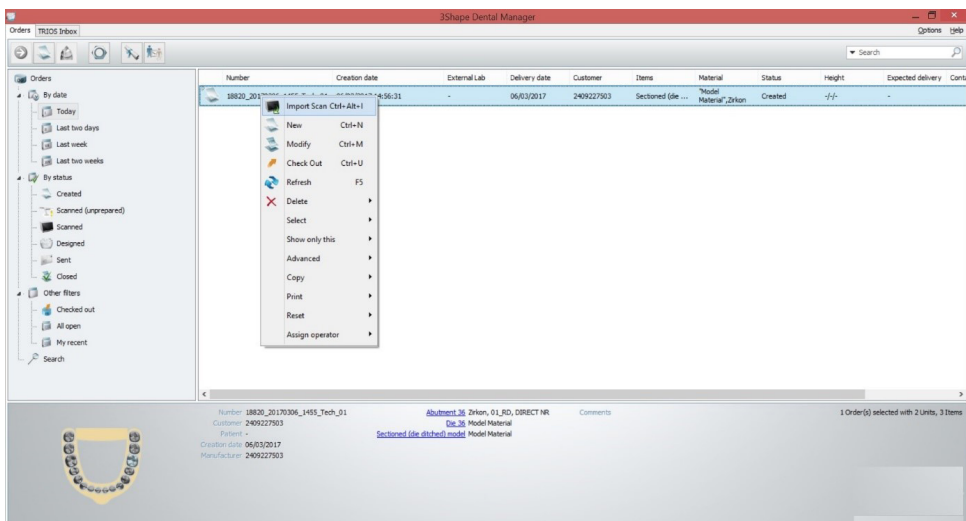 3Shape Dental Manager
Orders TRIOS Inbox Options Help
Search
Orders
By date
Today
Last two days
Last week
Last two weeks
By status
Created
Scanned (unprepared)
Scanned
Designed
Sent
Closed
Other filters
Checked out
All open
My recent
Search
Number Creation date External Lab Delivery date Customer Items Material Status Height Expected delivery Conta
- 06/03/2017 2409227503 Sectioned (die ... "Model Material",Zirkon Created -/-/- -
Import Scan Ctrl+Alt+I
New Ctrl+N
Modify Ctrl+M
Check Out Ctrl+U
Refresh F5
Delete
Select
Show only this
Advanced
Copy
Print
Reset
Assign operator
Number 18820_20170306_1455_Tech_01 Abutment 36 Zirkon, 01_RD, DIRECT NR Comments 1 Order(s) selected with 2 Units, 3 Items
Customer 2409227503 Die 36 Model Material
Patient - Sectioned (die ditched) model Model Material
Creation date 06/03/2017
Manufacturer 2409227503